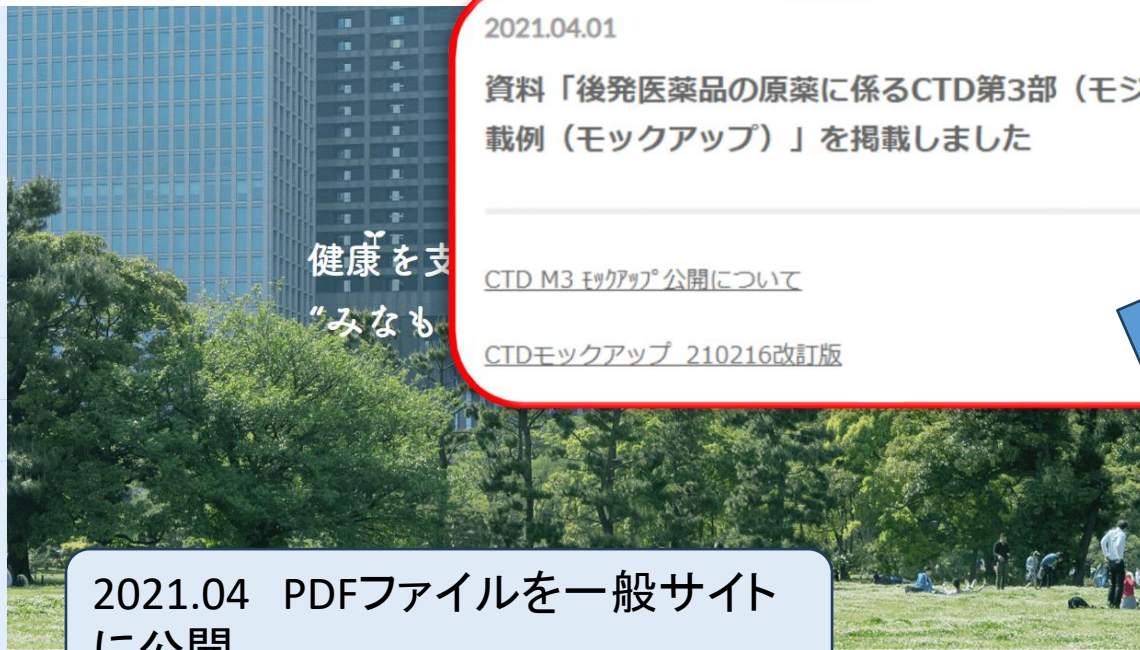 2021.04.01
資料「後発医薬品の原薬に係るCTD第3部（モジ
載例（モックアップ）」を掲載しました
健康を支
“みなも
CTD M3 ﾓｯｸｱｯﾌﾟ公開について
CTDモックアップ_210216改訂版
2021.04　PDFファイルを一般サイト
に公開